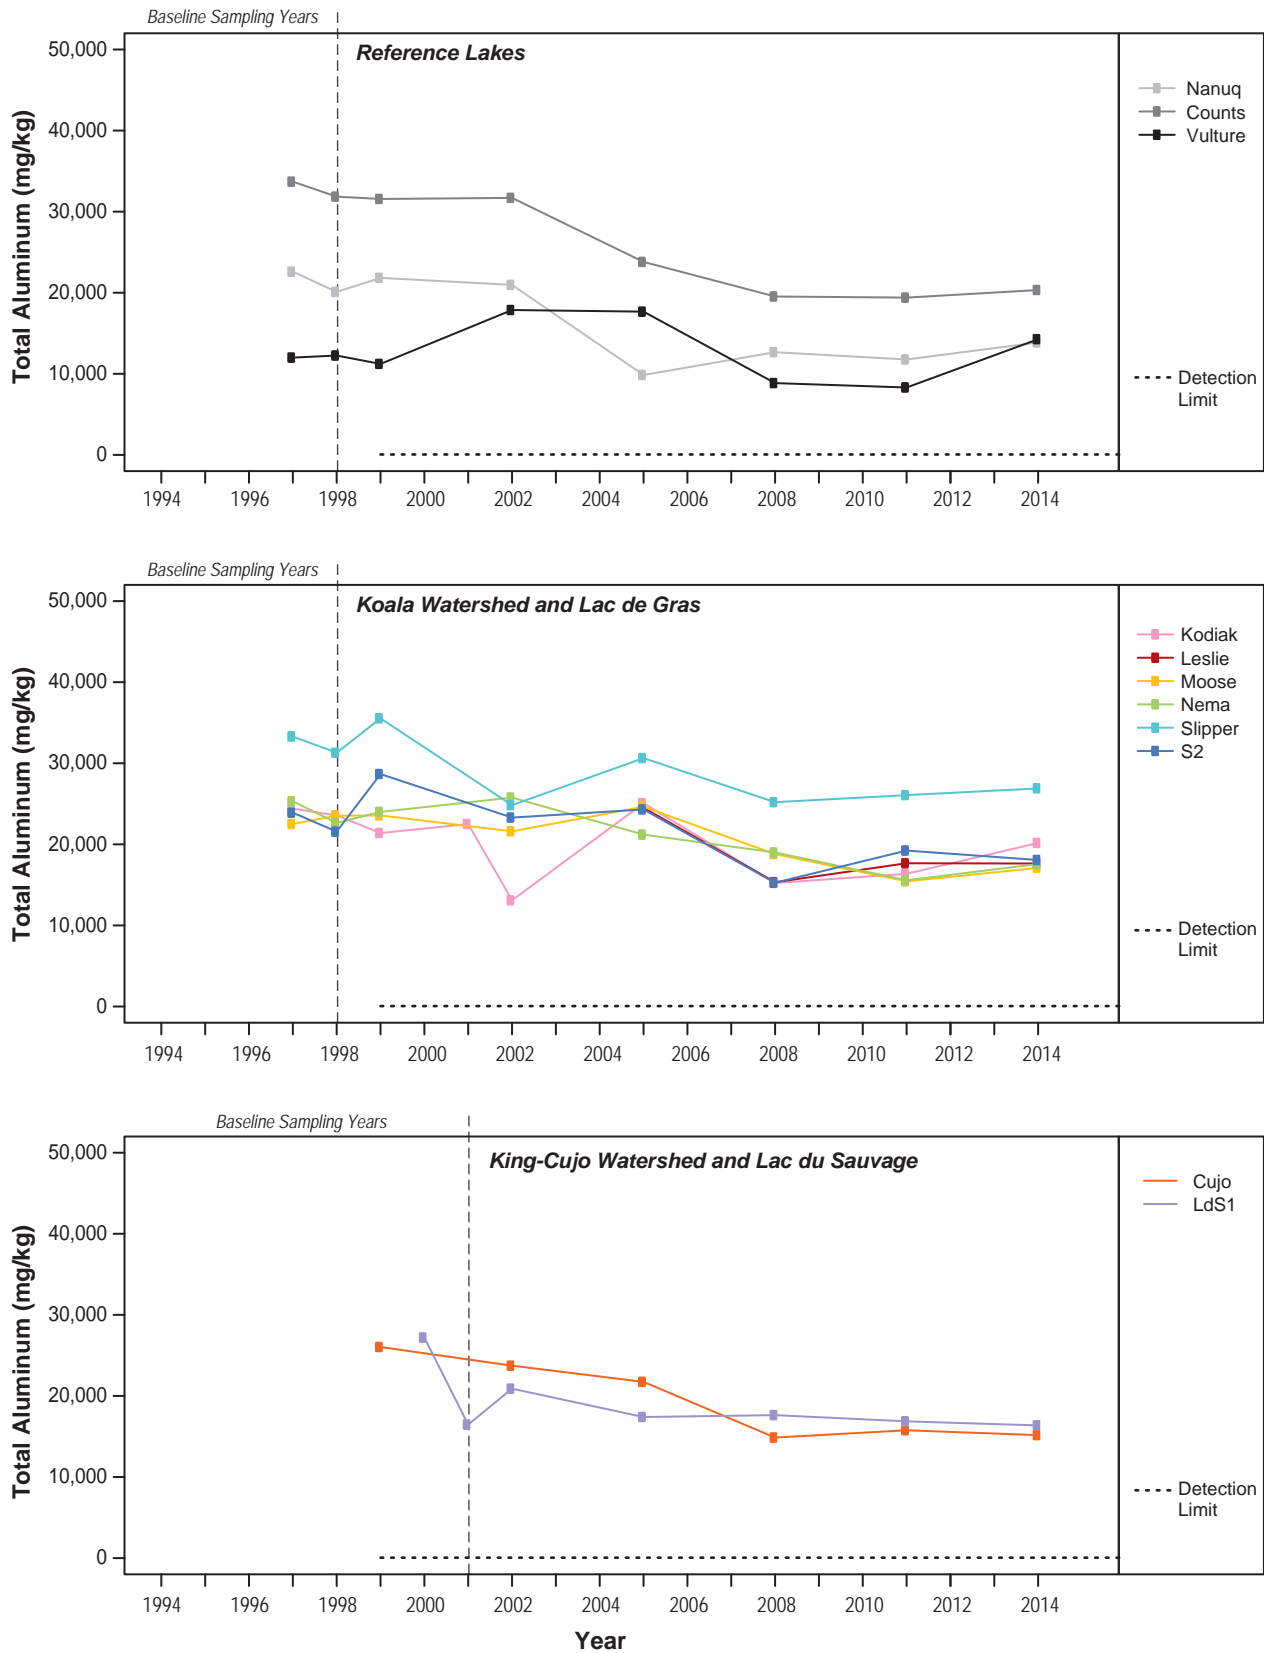 Baseline Sampling Years
Reference Lakes
50,000
40,000
30,000
20,000
10,000
0
Total Aluminum (mg/kg)
1994 1996 1998 2000 2002 2004 2006 2008 2010 2012 2014
Nanuq
Counts
Vulture
Detection
Limit
Baseline Sampling Years
Koala Watershed and Lac de Gras
50,000
40,000
30,000
20,000
10,000
0
Total Aluminum (mg/kg)
1994 1996 1998 2000 2002 2004 2006 2008 2010 2012 2014
Kodiak
Leslie
Moose
Nema
Slipper
S2
Detection
Limit
Baseline Sampling Years
King-Cujo Watershed and Lac du Sauvage
50,000
40,000
30,000
20,000
10,000
0
Total Aluminum (mg/kg)
1994 1996 1998 2000 2002 2004 2006 2008 2010 2012 2014
Year
Cujo
LdS1
Detection
Limit